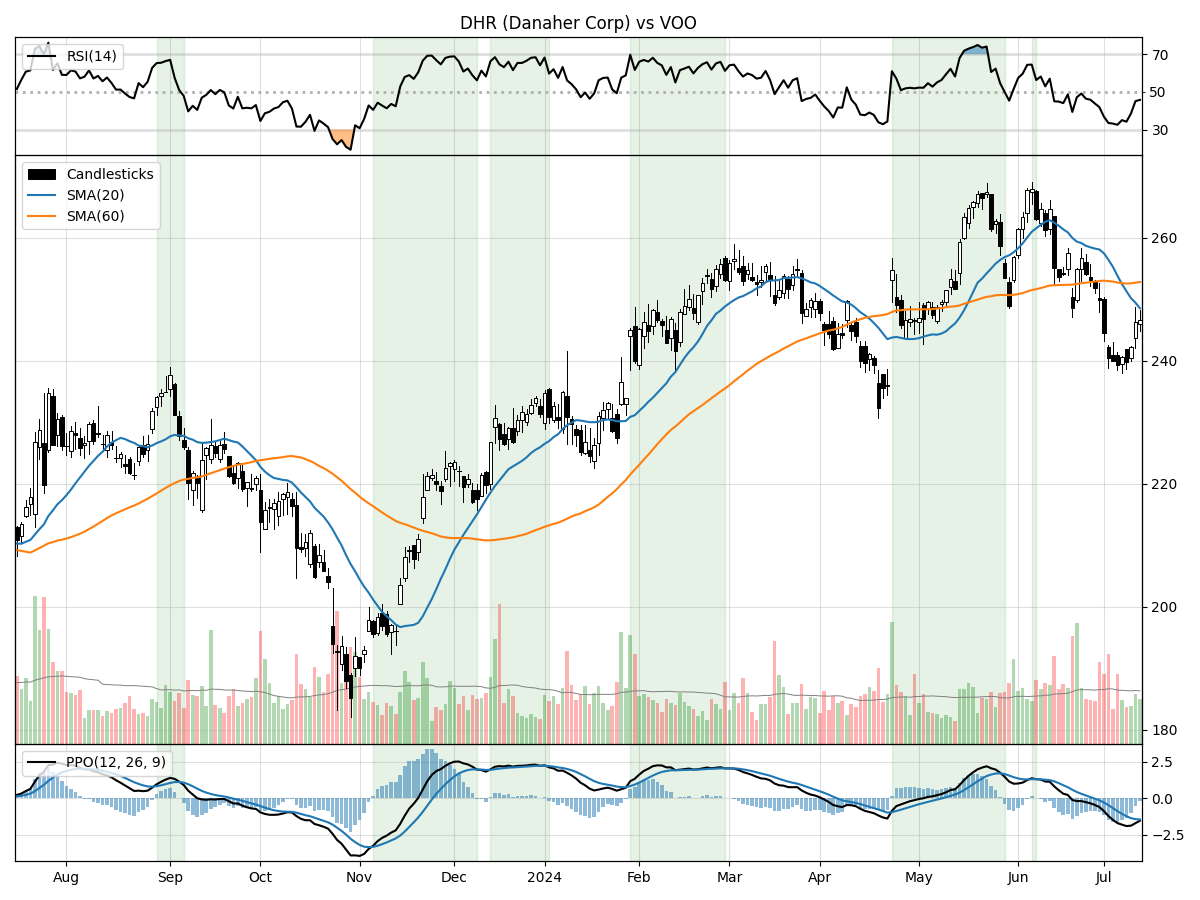 DHR (Danaher Corp) vs VOO
RSI(14)
70
50
30
Candlesticks
SMA(20)
SMA(60)
260
240
220
200
180
PPO(12, 26, 9)
2.5
0.0
−2.5
Aug Sep Oct Nov Dec 2024 Feb Mar Apr May Jun Jul